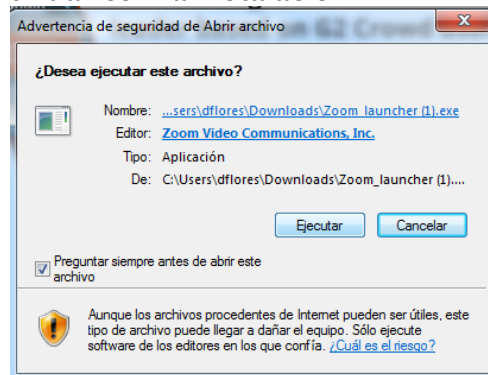 Advertencia de seguridad de Abrir archivo
¿Desea ejecutar este archivo?
Nombre: ...sers\dflores\Downloads\Zoom_launcher (1).exe
Editor: Zoom Video Communications, Inc.
Tipo: Aplicación
De: C:\Users\dflores\Downloads\Zoom_launcher (1)....
Ejecutar Cancelar
Preguntar siempre antes de abrir este
archivo
Aunque los archivos procedentes de Internet pueden ser útiles, este
tipo de archivo puede llegar a dañar el equipo. Sólo ejecute
software de los editores en los que confía. ¿Cuál es el riesgo?